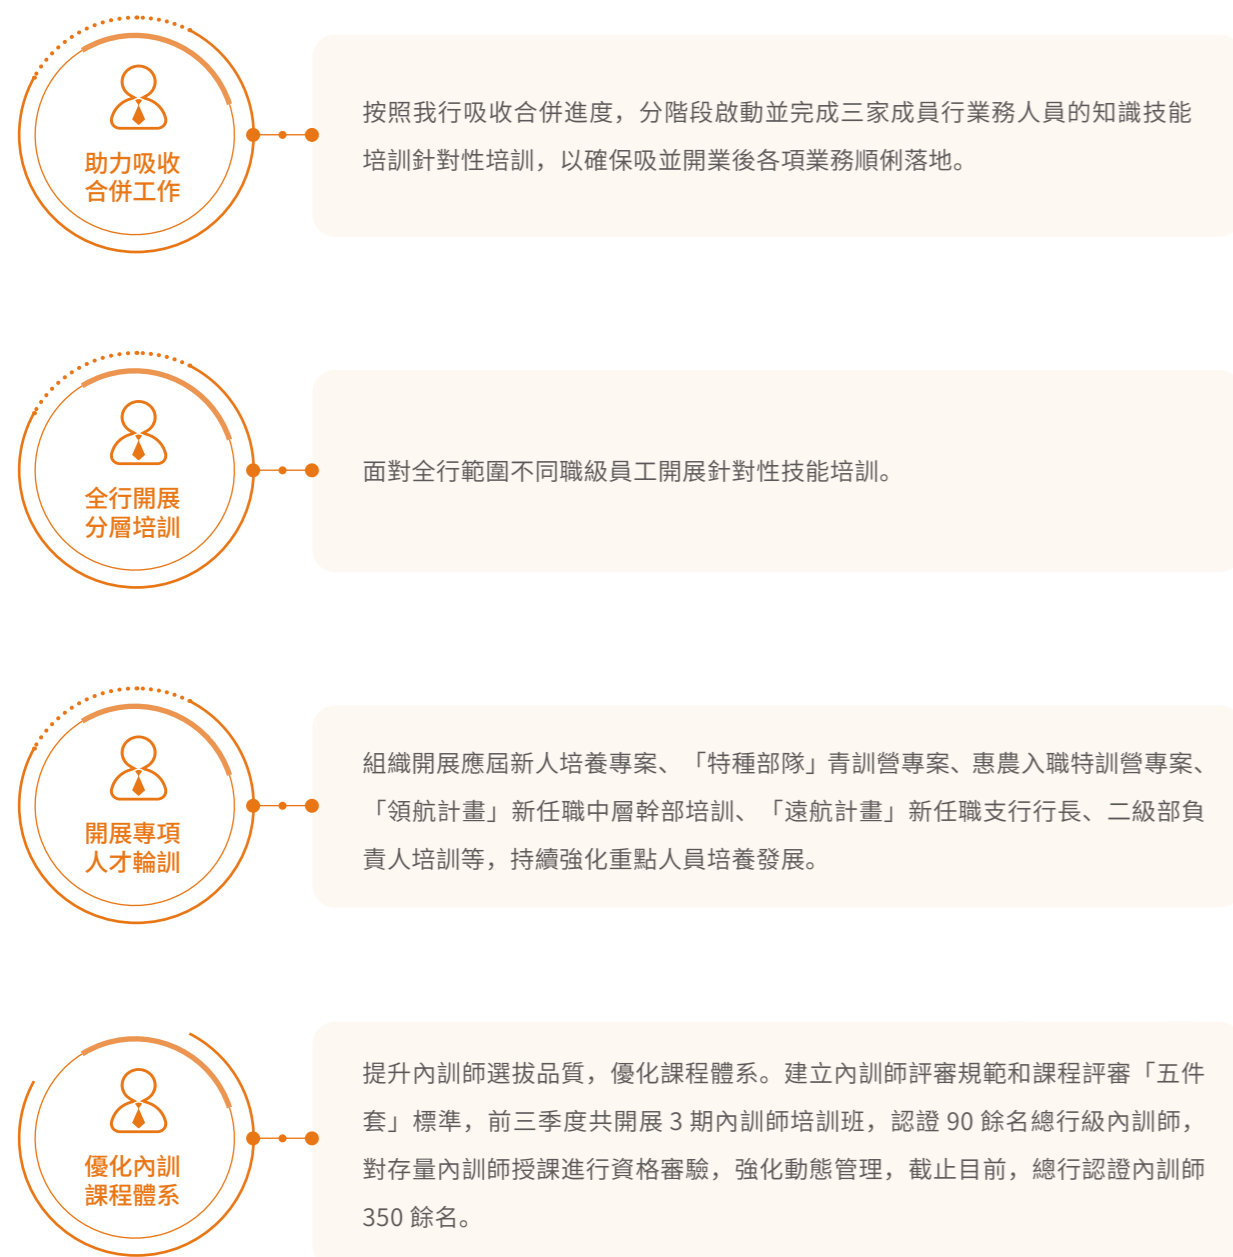 助力吸收
合併工作
按照我行吸收合併進度，分階段啟動並完成三家成員行業務人員的知識技能
培訓針對性培訓，以確保吸並開業後各項業務順俐落地。
全行開展
分層培訓
面對全行範圍不同職級員工開展針對性技能培訓。
開展專項
人才輪訓
組織開展應屆新人培養專案、「特種部隊」青訓營專案、惠農入職特訓營專案、
「領航計畫」新任職中層幹部培訓、「遠航計畫」新任職支行行長、二級部負
責人培訓等，持續強化重點人員培養發展。
優化內訓
課程體系
提升內訓師選拔品質，優化課程體系。建立內訓師評審規範和課程評審「五件
套」標準，前三季度共開展 3 期內訓師培訓班，認證 90 餘名總行級內訓師，
對存量內訓師授課進行資格審驗，強化動態管理，截止目前，總行認證內訓師
350 餘名。